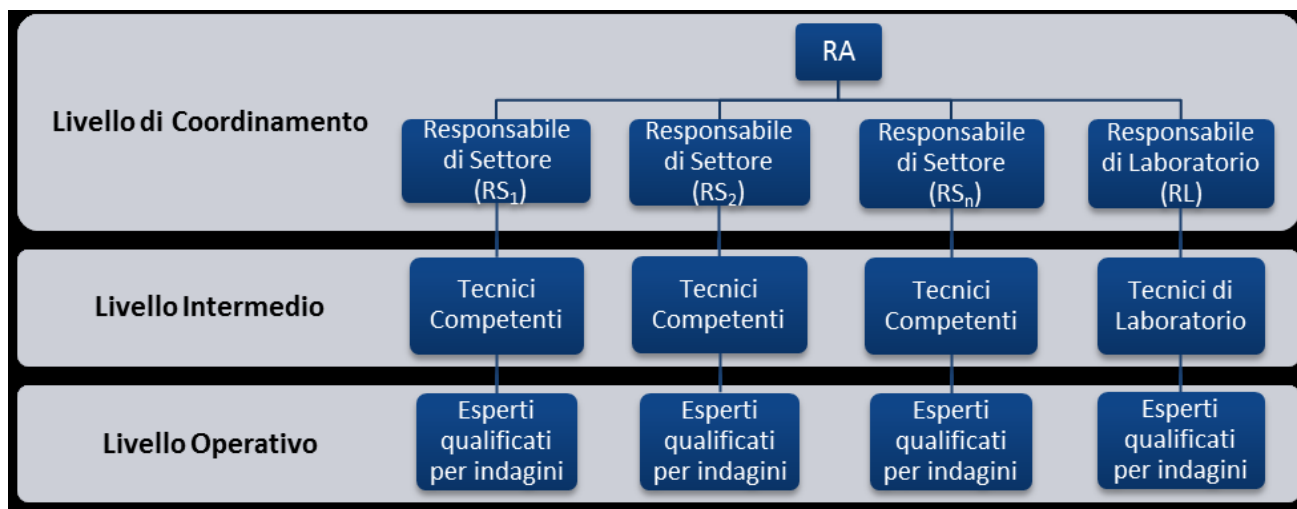 RA
Livello di Coordinamento
Responsabile
di Settore
(RS₁)
Responsabile
di Settore
(RS₂)
Responsabile
di Settore
(RSₙ)
Responsabile
di Laboratorio
(RL)
Livello Intermedio
Tecnici
Competenti
Tecnici
Competenti
Tecnici
Competenti
Tecnici di
Laboratorio
Livello Operativo
Esperti
qualificati
per indagini
Esperti
qualificati
per indagini
Esperti
qualificati
per indagini
Esperti
qualificati
per indagini